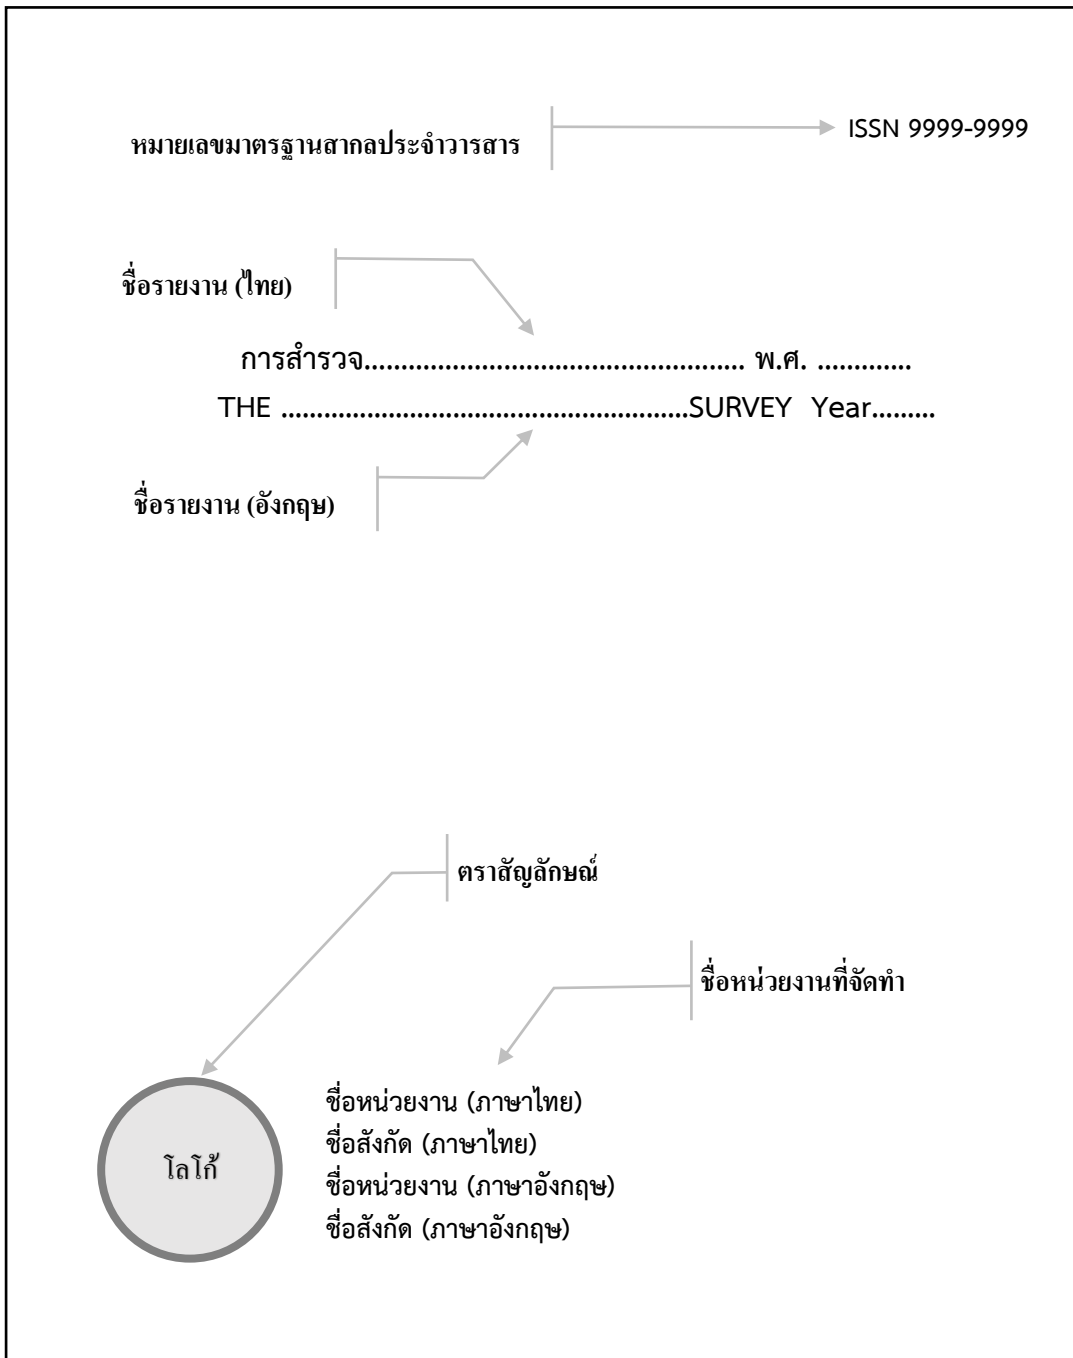 หมายเลขมาตรฐานสากลประจำวารสาร
ISSN 9999-9999
ชื่อรายงาน (ไทย)
การสำรวจ.................................................... พ.ศ. .............
THE ........................................................SURVEY Year.........
ชื่อรายงาน (อังกฤษ)
ตราสัญลักษณ์
ชื่อหน่วยงานที่จัดทำ
ชื่อหน่วยงาน (ภาษาไทย)
ชื่อสังกัด (ภาษาไทย)
โลโก้
ชื่อหน่วยงาน (ภาษาอังกฤษ)
ชื่อสังกัด (ภาษาอังกฤษ)